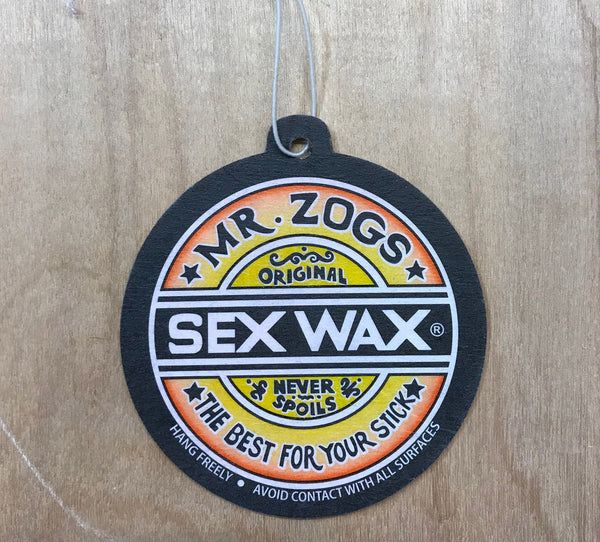 MR. ZOGS
ORIGINAL
SEX WAX®
NEVER
SPOILS
THE BEST FOR YOUR STICK
HANG FREELY • AVOID CONTACT WITH ALL SURFACES